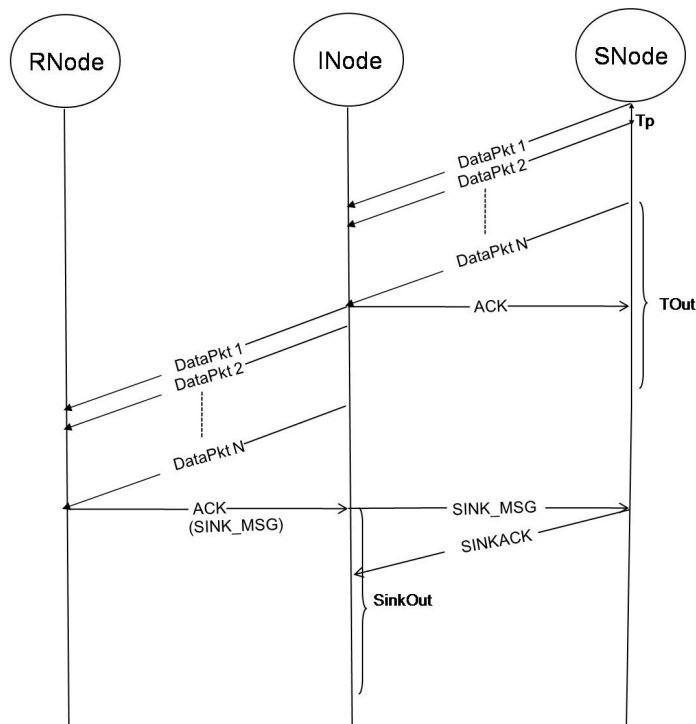 RNode
INode
SNode
Tp
DataPkt 1
DataPkt 2
DataPkt N
ACK
TOut
DataPkt 1
DataPkt 2
DataPkt N
ACK
(SINK_MSG)
SINK_MSG
SINKACK
SinkOut